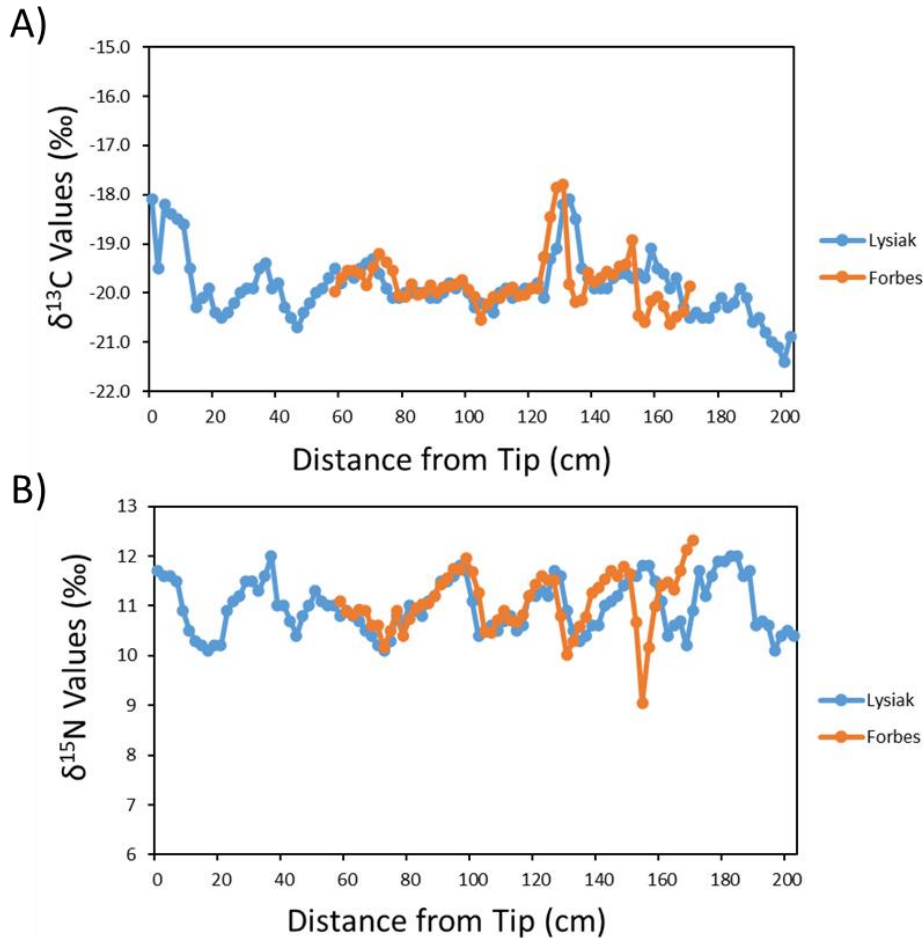 A)
-15.0
-16.0
-17.0
-18.0
-19.0
-20.0
-21.0
-22.0
δ¹³C Values (‰)
0 20 40 60 80 100 120 140 160 180 200
Distance from Tip (cm)
Lysiak
Forbes
B)
13
12
11
10
9
8
7
6
δ¹⁵N Values (‰)
0 20 40 60 80 100 120 140 160 180 200
Distance from Tip (cm)
Lysiak
Forbes